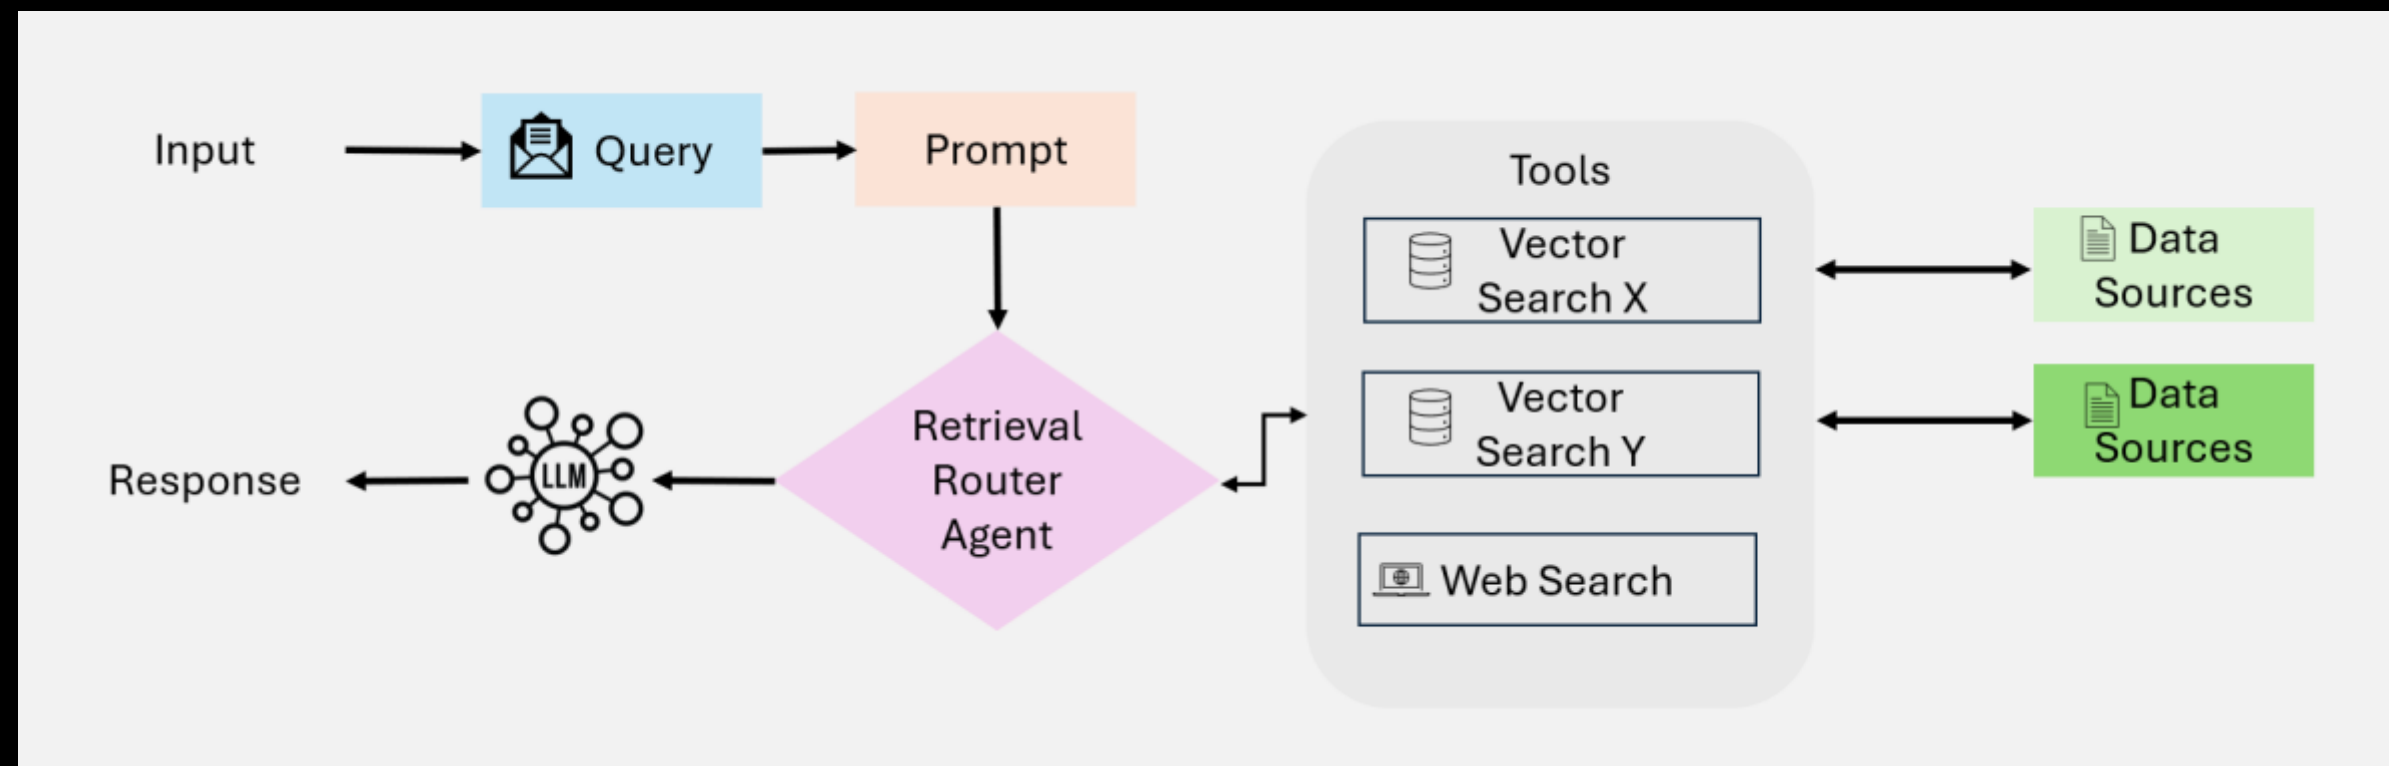 Input
Query
Prompt
Tools
Vector
Search X
Data
Sources
Vector
Search Y
Data
Sources
Web Search
Retrieval
Router
Agent
LLM
Response